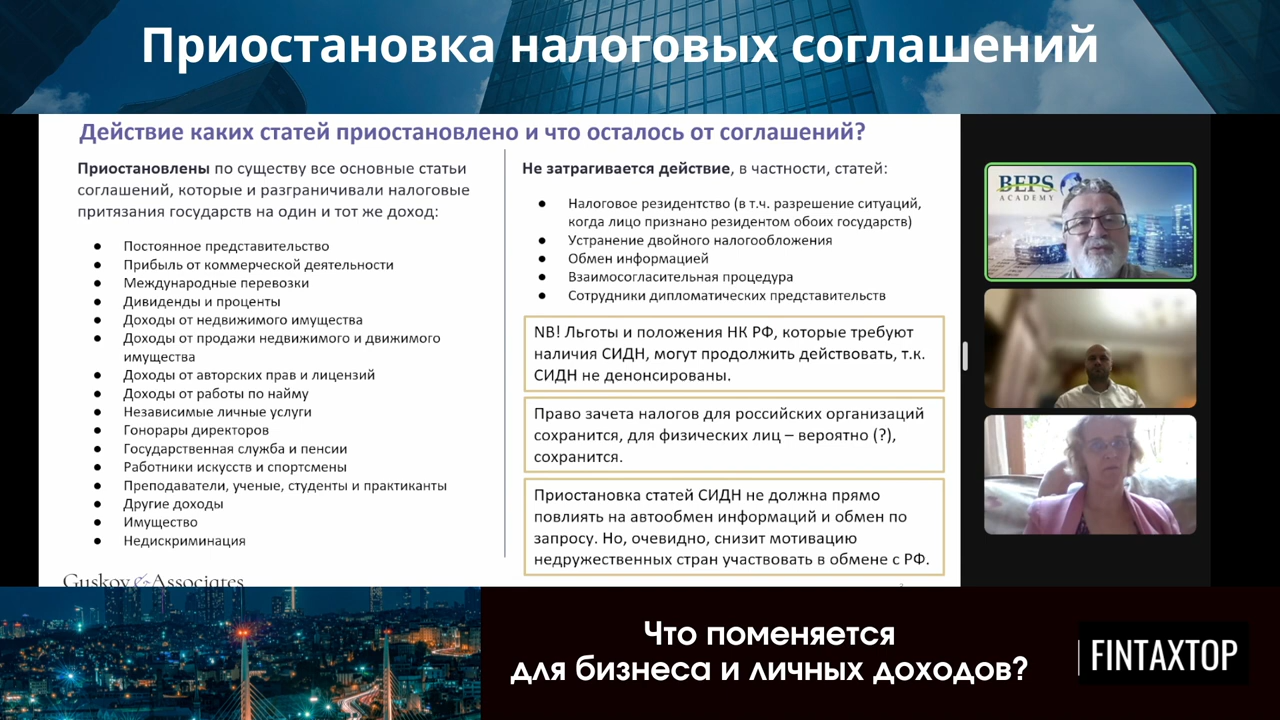 Приостановка налоговых соглашений
Действие каких статей приостановлено и что осталось от соглашений?
Приостановлены по существу все основные статьи
соглашений, которые и разграничивали налоговые
притязания государств на один и тот же доход:
● Постоянное представительство
● Прибыль от коммерческой деятельности
● Международные перевозки
● Дивиденды и проценты
● Доходы от недвижимого имущества
● Доходы от продажи недвижимого и движимого
имущества
● Доходы от авторских прав и лицензий
● Доходы от работы по найму
● Независимые личные услуги
● Гонорары директоров
● Государственная служба и пенсии
● Работники искусств и спортсмены
● Преподаватели, ученые, студенты и практиканты
● Другие доходы
● Имущество
● Недискриминация
Guskov & Associates
Не затрагивается действие, в частности, статей:
● Налоговое резидентство (в т.ч. разрешение ситуаций,
когда лицо признано резидентом обоих государств)
● Устранение двойного налогообложения
● Обмен информацией
● Взаимосогласительная процедура
● Сотрудники дипломатических представительств
NB! Льготы и положения НК РФ, которые требуют
наличия СИДН, могут продолжить действовать, т.к.
СИДН не денонсированы.
Право зачета налогов для российских организаций
сохранится, для физических лиц – вероятно (?),
сохранится.
Приостановка статей СИДН не должна прямо
повлиять на автообмен информаций и обмен по
запросу. Но, очевидно, снизит мотивацию
недружественных стран участвовать в обмене с РФ.
BEPS
ACADEMY
Что поменяется
для бизнеса и личных доходов?
FINTAXTOP